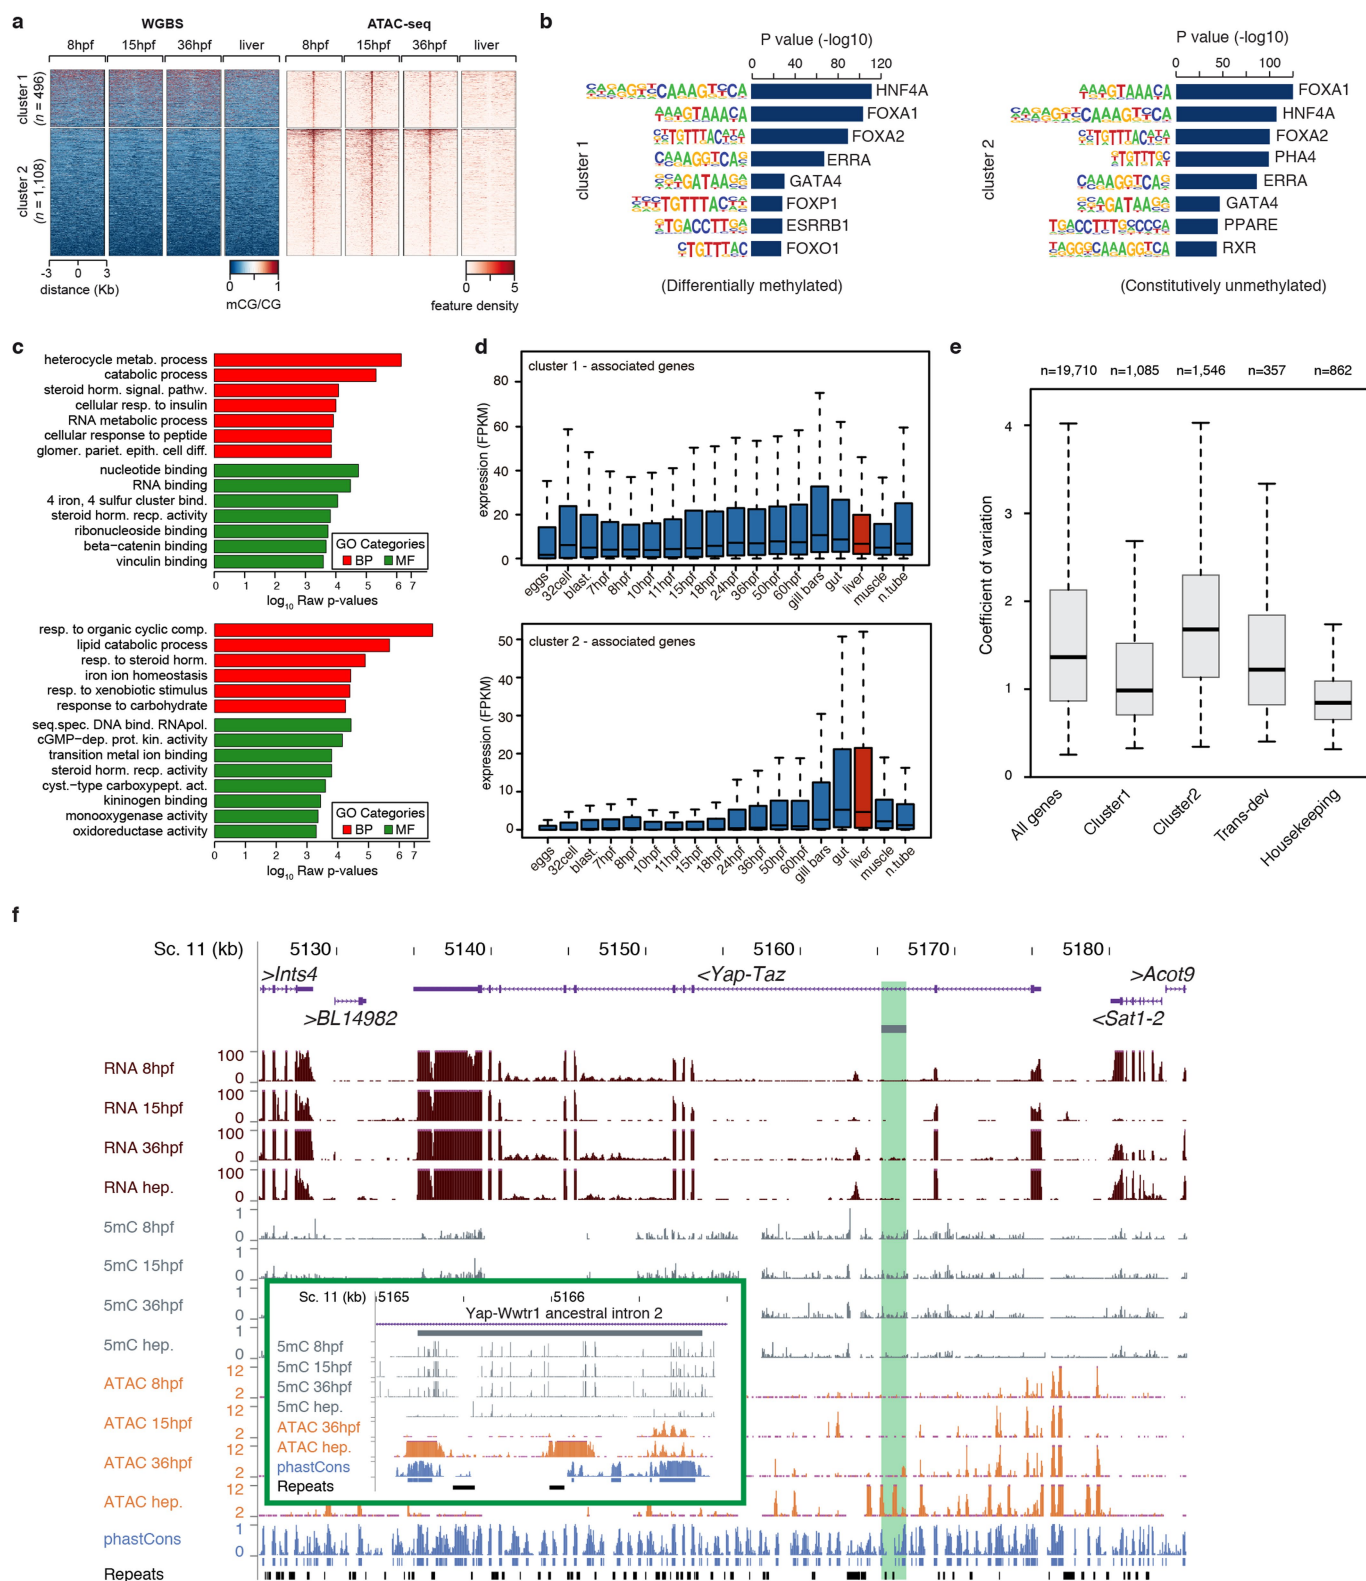 a
WGBS
ATAC-seq
8hpf 15hpf 36hpf liver 8hpf 15hpf 36hpf liver
cluster 1
(n = 496)
cluster 2
(n = 1,108)
-3 0 3
distance (Kb)
0 1
mCG/CG
0 5
feature density
b
P value (-log10)
0 40 80 120
cluster 1
HNF4A
FOXA1
FOXA2
ERRA
GATA4
FOXP1
ESRRB1
FOXO1
(Differentially methylated)
P value (-log10)
0 50 100
cluster 2
FOXA1
HNF4A
FOXA2
PHA4
ERRA
GATA4
PPARE
RXR
(Constitutively unmethylated)
c
heterocycle metab. process
catabolic process
steroid horm. signal. pathw.
cellular resp. to insulin
RNA metabolic process
cellular response to peptide
glomer. pariet. epith. cell diff.
nucleotide binding
RNA binding
4 iron, 4 sulfur cluster bind.
steroid horm. recp. activity
ribonucleoside binding
beta-catenin binding
vinculin binding
GO Categories
BP MF
0 1 2 3 4 5 6 7
log10 Raw p-values
resp. to organic cyclic comp.
lipid catabolic process
resp. to steroid horm.
iron ion homeostasis
resp. to xenobiotic stimulus
response to carbohydrate
seq.spec. DNA bind. RNApol.
cGMP-dep. prot. kin. activity
transition metal ion binding
steroid horm. recp. activity
cyst.-type carboxypept. act.
kininogen binding
monooxygenase activity
oxidoreductase activity
GO Categories
BP MF
0 1 2 3 4 5 6 7
log10 Raw p-values
d
cluster 1 - associated genes
expression (FPKM)
80
60
40
20
0
eggs 32cell blast. 7hpf 8hpf 10hpf 11hpf 15hpf 18hpf 24hpf 36hpf 50hpf 60hpf gill bars gut liver muscle n.tube
cluster 2 - associated genes
expression (FPKM)
50
40
30
20
10
0
eggs 32cell blast. 7hpf 8hpf 10hpf 11hpf 15hpf 18hpf 24hpf 36hpf 50hpf 60hpf gill bars gut liver muscle n.tube
e
n=19,710 n=1,085 n=1,546 n=357 n=862
Coefficient of variation
4
3
2
1
0
All genes Cluster1 Cluster2 Trans-dev Housekeeping
f
Sc. 11 (kb) 5130 5140 5150 5160 5170 5180
>Ints4 <Yap-Taz >Acot9
>BL14982 <Sat1-2
RNA 8hpf 100 0
RNA 15hpf 100 0
RNA 36hpf 100 0
RNA hep. 100 0
5mC 8hpf 1 0
5mC 15hpf 1 0
5mC 36hpf 1 0
5mC hep. 1 0
ATAC 8hpf 12 2
ATAC 15hpf 12 2
ATAC 36hpf 12 2
ATAC hep. 12 2
phastCons 1 0
Repeats
Sc. 11 (kb) 5165 5166
Yap-Wwtr1 ancestral intron 2
5mC 8hpf
5mC 15hpf
5mC 36hpf
5mC hep.
ATAC 36hpf
ATAC hep.
phastCons
Repeats